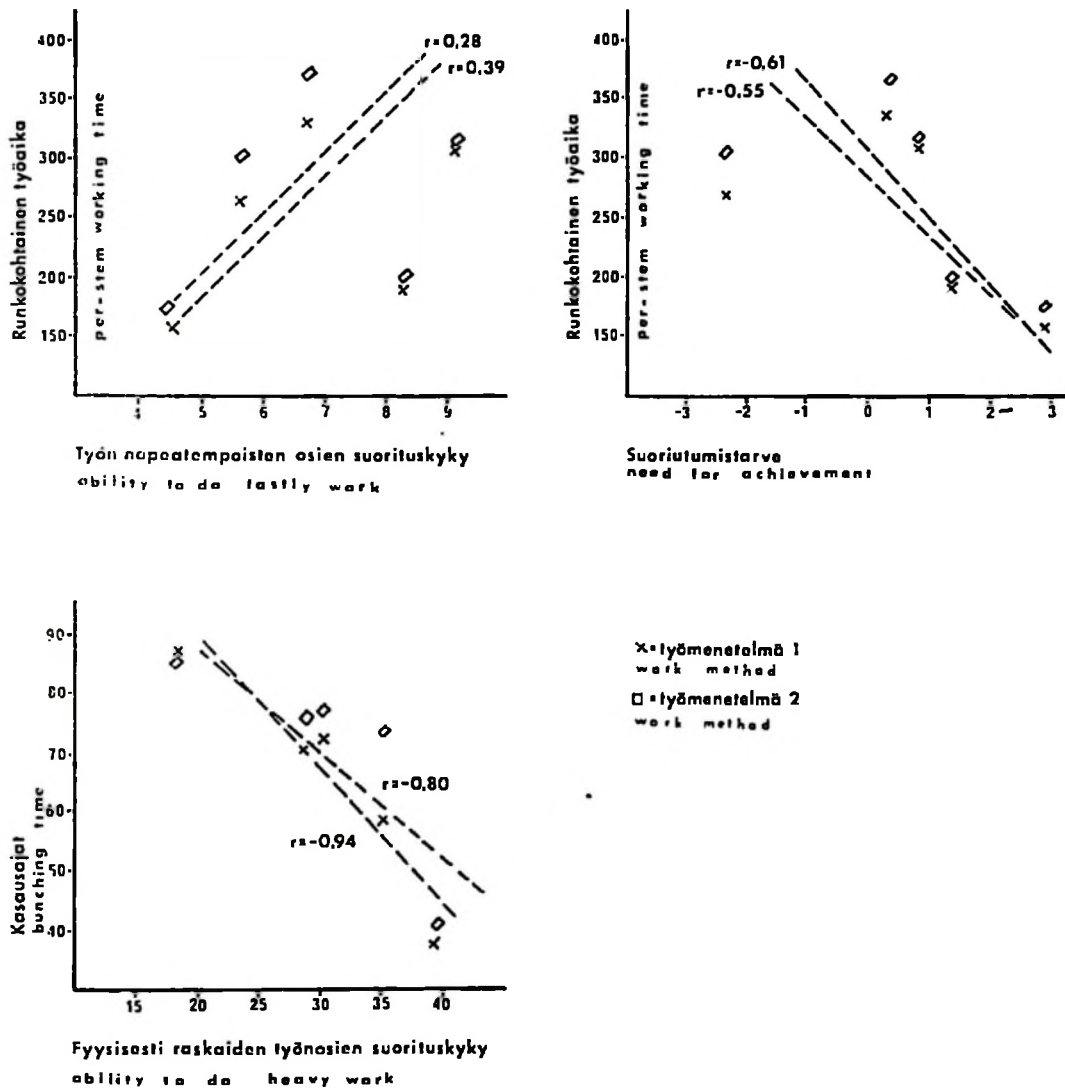 400
350
300
250
200
150
Runkokohtainen työaika
per-stem working time
r=0,28
r=0,39
4 5 6 7 8 9
Työn nopeatempoisten osien suorituskyky
ability to do fastly work
400
350
300
250
200
150
Runkokohtainen työaika
per-stem working time
r=-0,61
r=-0,55
-3 -2 -1 0 1 2 3
Suoriutumistarve
need for achievement
90
80
70
60
50
40
Kasausajat
bunching time
r=-0,80
r=-0,94
15 20 25 30 35 40
Fyysisesti raskaiden työnosien suorituskyky
ability to do heavy work
×=työmenetelmä 1
work method
□=työmenetelmä 2
work method